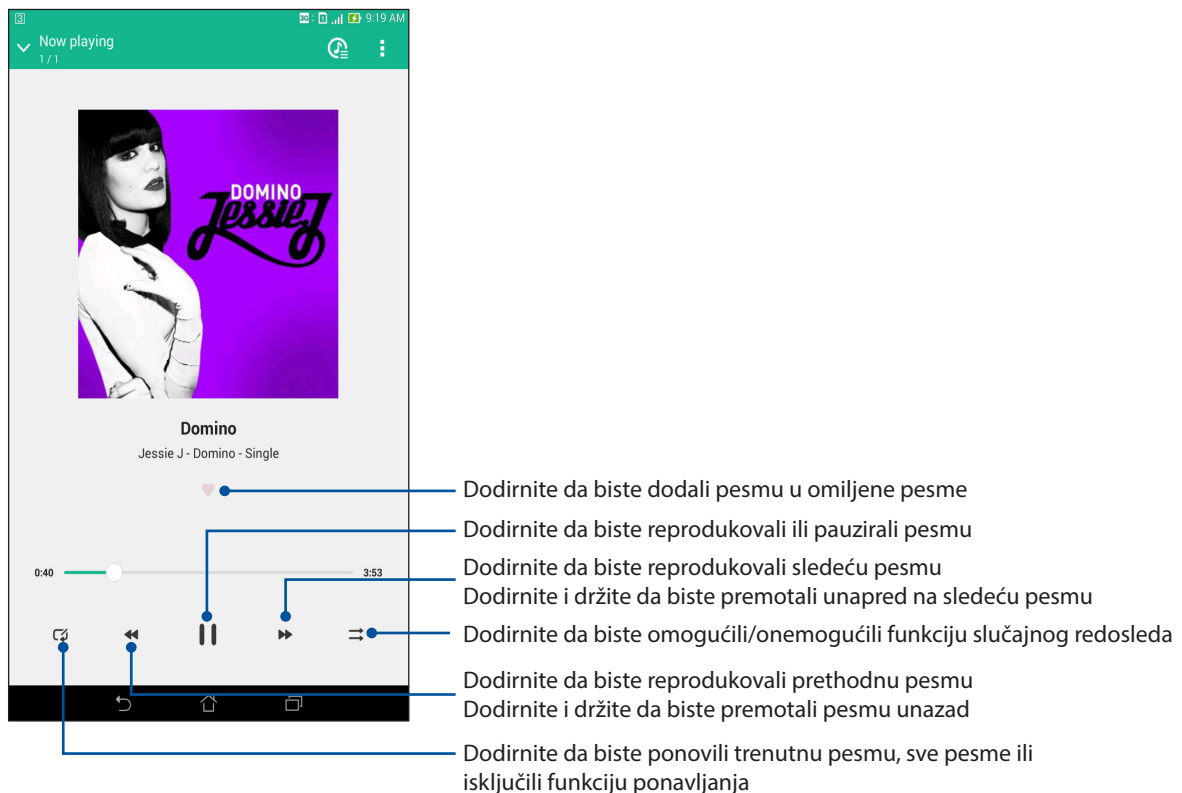 3
3G 1 9:19 AM
Now playing
1 / 1
DOMINO
Jessie J
Domino
Jessie J - Domino - Single
Dodirnite da biste dodali pesmu u omiljene pesme
Dodirnite da biste reprodukovali ili pauzirali pesmu
0:40 3:53
Dodirnite da biste reprodukovali sledeću pesmu
Dodirnite i držite da biste premotali unapred na sledeću pesmu
Dodirnite da biste omogućili/onemogućili funkciju slučajnog redosleda
Dodirnite da biste reprodukovali prethodnu pesmu
Dodirnite i držite da biste premotali pesmu unazad
Dodirnite da biste ponovili trenutnu pesmu, sve pesme ili
isključili funkciju ponavljanja